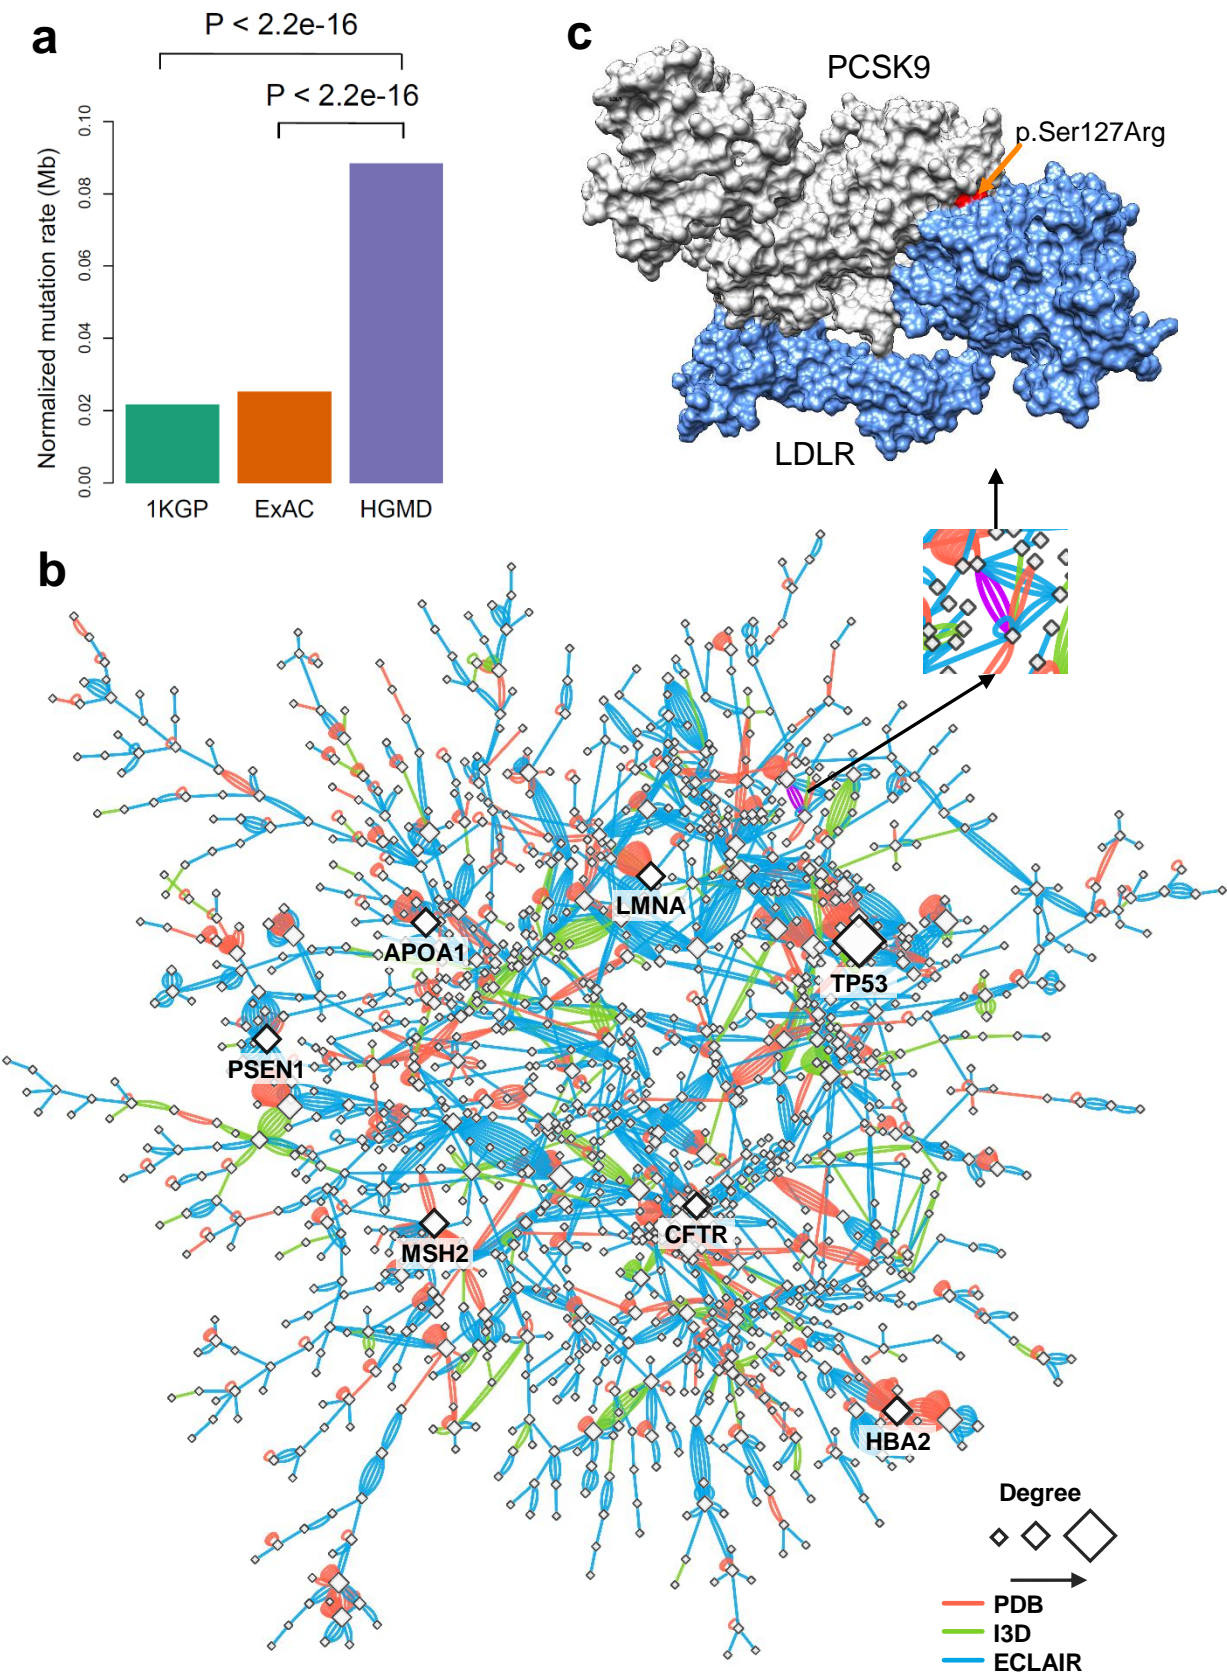 a
P < 2.2e-16
P < 2.2e-16
Normalized mutation rate (Mb)
0.10
0.08
0.06
0.04
0.02
0.00
1KGP ExAC HGMD
c
PCSK9
p.Ser127Arg
LDLR
b
LMNA
APOA1
TP53
PSEN1
MSH2
CFTR
HBA2
Degree
PDB
I3D
ECLAIR